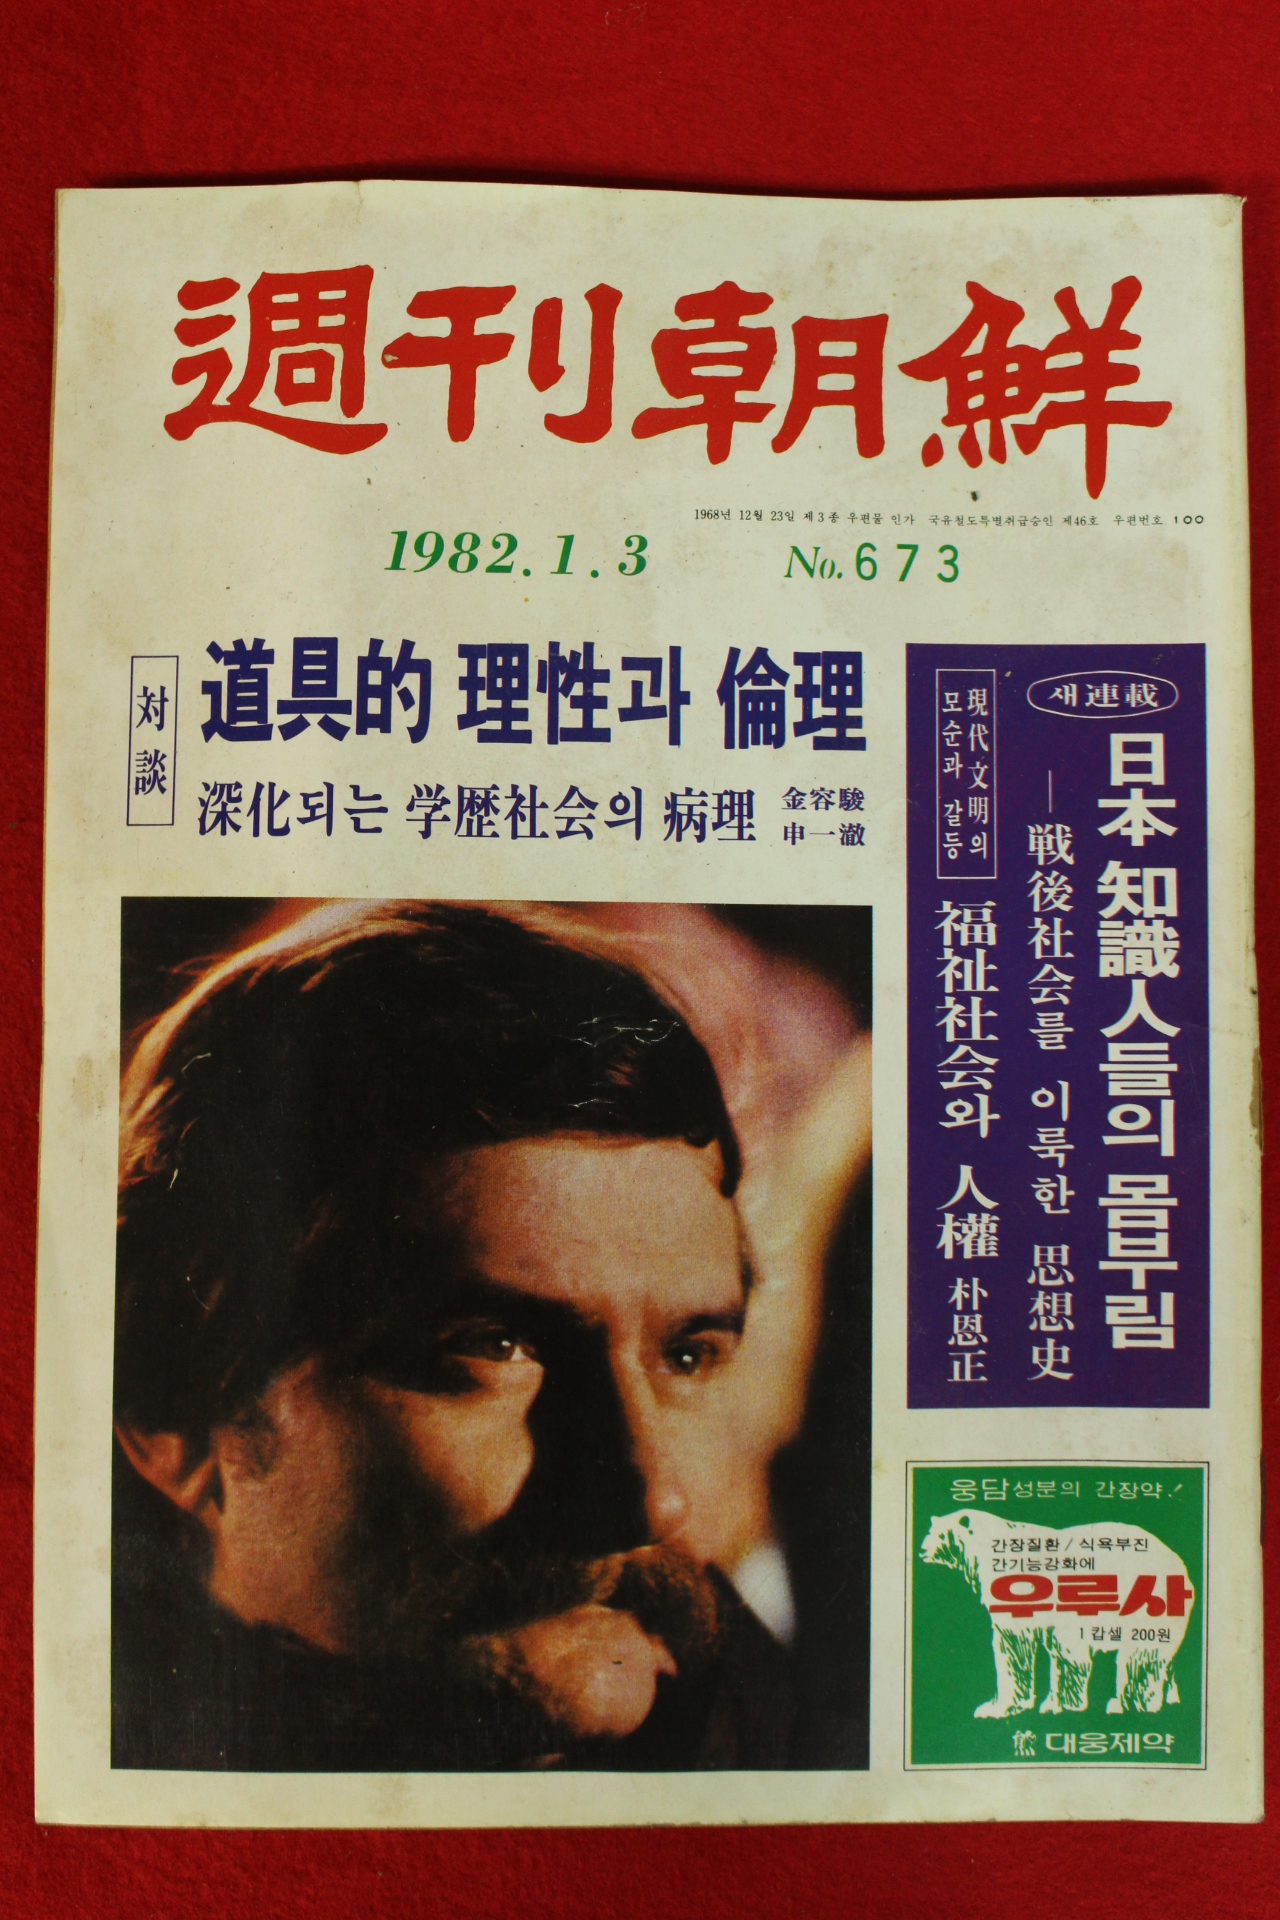 週刊朝鮮
1968년 12월 23일 제3종 우편물 인가 국유철도특별취급승인 제46호 우편번호 100
1982. 1. 3 No. 673
対談
道具的 理性과 倫理
深化되는 学歴社会의 病理
金容駿
申一澈
새連載
日本 知識人들의 몸부림
―戦後社会를 이룩한 思想史
現代文明의
모순과 갈등
福祉社会와 人權 朴恩正
웅담성분의 간장약!
간장질환/식욕부진
간기능강화에
우루사
1캅셀 200원
熊 대웅제약